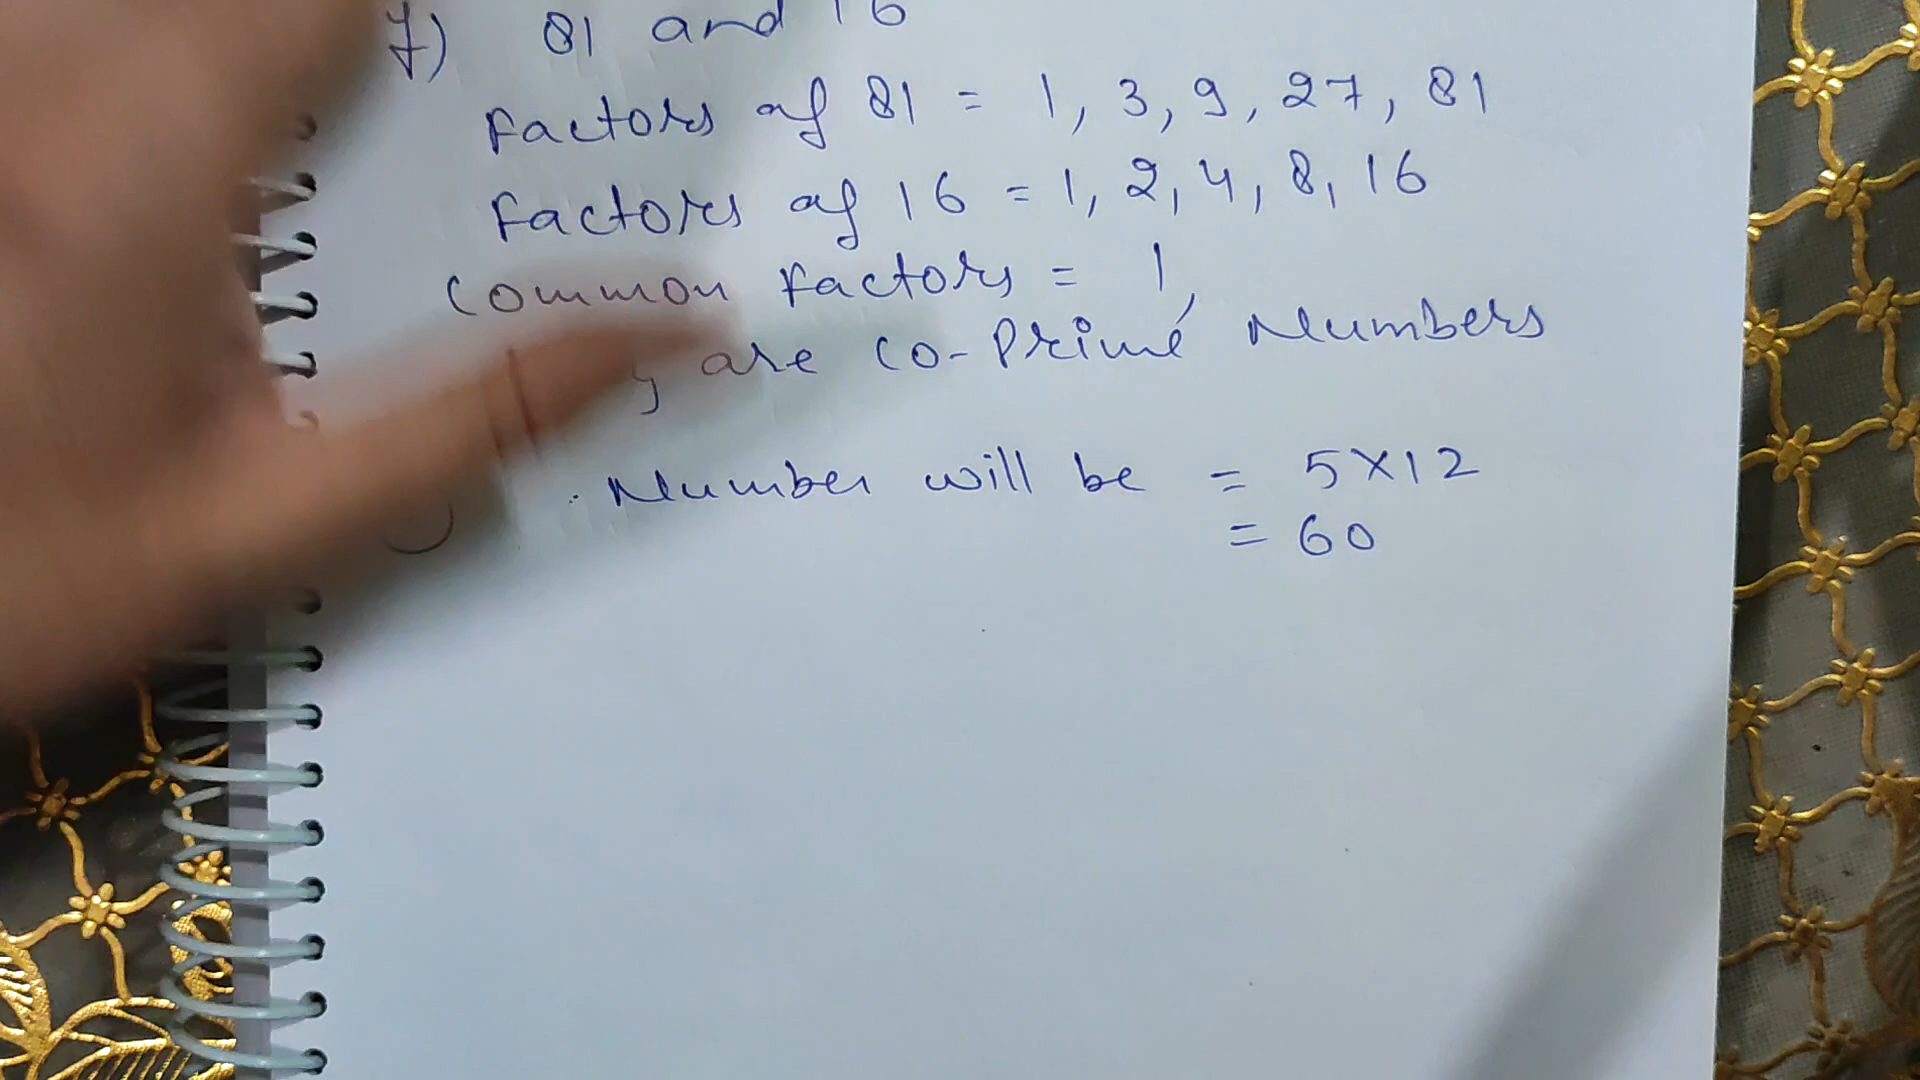 f) 81 and 16
Factors of 81 = 1, 3, 9, 27, 81
Factors of 16 = 1, 2, 4, 8, 16
Common factors = 1,
are co-prime Numbers
Number will be = 5×12
= 60